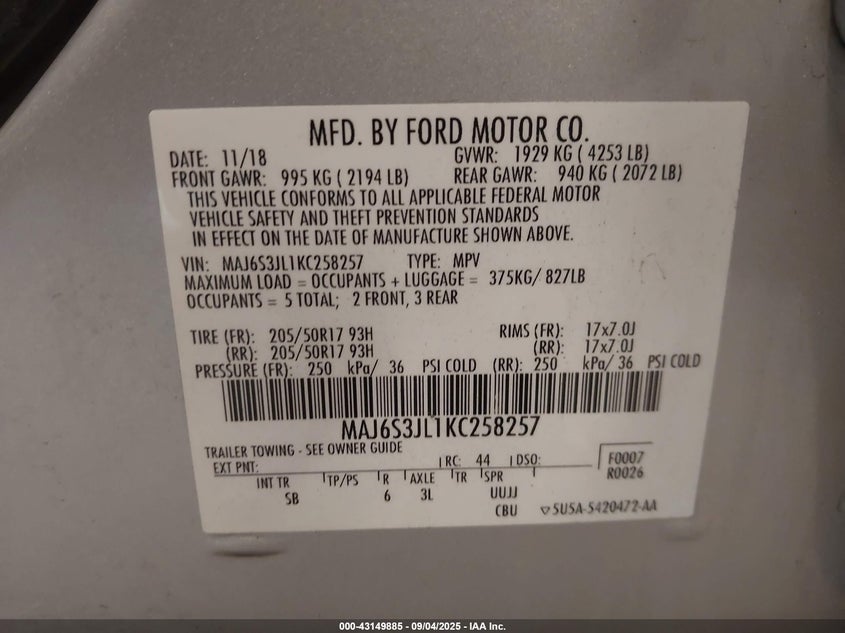 MFD. BY FORD MOTOR CO.
DATE: 11/18 GVWR: 1929 KG ( 4253 LB)
FRONT GAWR: 995 KG ( 2194 LB) REAR GAWR: 940 KG ( 2072 LB)
THIS VEHICLE CONFORMS TO ALL APPLICABLE FEDERAL MOTOR
VEHICLE SAFETY AND THEFT PREVENTION STANDARDS
IN EFFECT ON THE DATE OF MANUFACTURE SHOWN ABOVE.
VIN: MAJ6S3JL1KC258257 TYPE: MPV
MAXIMUM LOAD = OCCUPANTS + LUGGAGE = 375KG/ 827LB
OCCUPANTS = 5 TOTAL; 2 FRONT, 3 REAR
TIRE (FR): 205/50R17 93H RIMS (FR): 17x7.0J
(RR): 205/50R17 93H (RR): 17x7.0J
PRESSURE (FR): 250 kPa/ 36 PSI COLD (RR): 250 kPa/ 36 PSI COLD
MAJ6S3JL1KC258257
TRAILER TOWING - SEE OWNER GUIDE
EXT PNT: RC: 44 DSO: F0007
R0026
INT TR TP/PS R AXLE TR SPR
SB 6 3L UUJJ
CBU 5U5A-5420472-AA
000-43149885 - 09/04/2025 - IAA Inc.